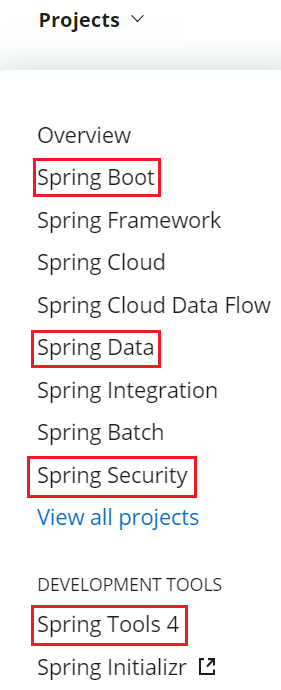 Projects
Overview
Spring Boot
Spring Framework
Spring Cloud
Spring Cloud Data Flow
Spring Data
Spring Integration
Spring Batch
Spring Security
View all projects
DEVELOPMENT TOOLS
Spring Tools 4
Spring Initializr